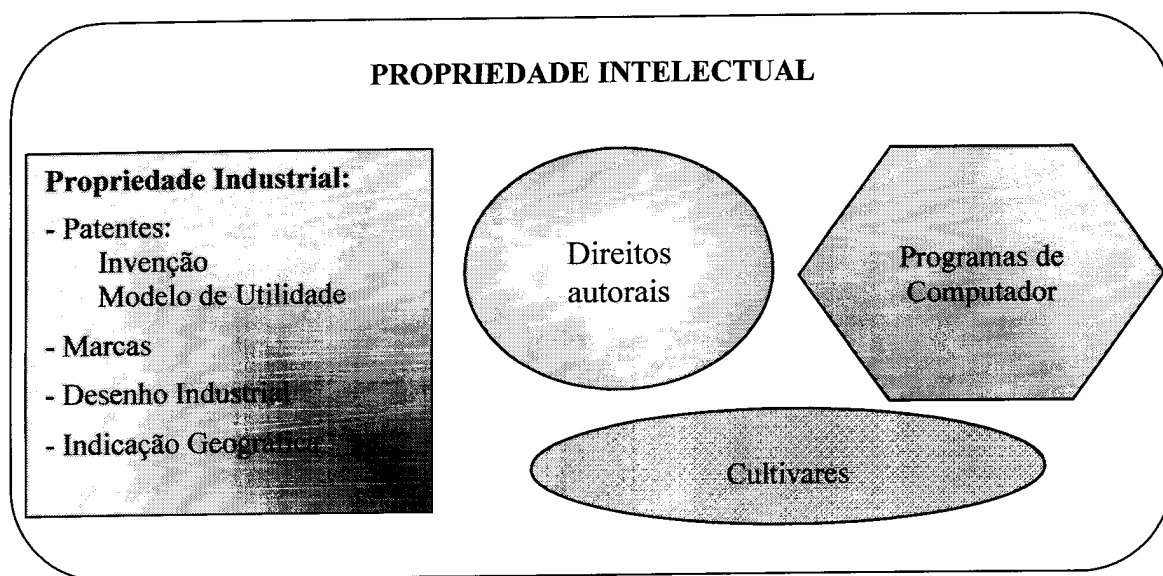 PROPRIEDADE INTELECTUAL
Propriedade Industrial:
- Patentes:
Invenção
Modelo de Utilidade
- Marcas
- Desenho Industrial
- Indicação Geográfica
Direitos
autorais
Programas de
Computador
Cultivares